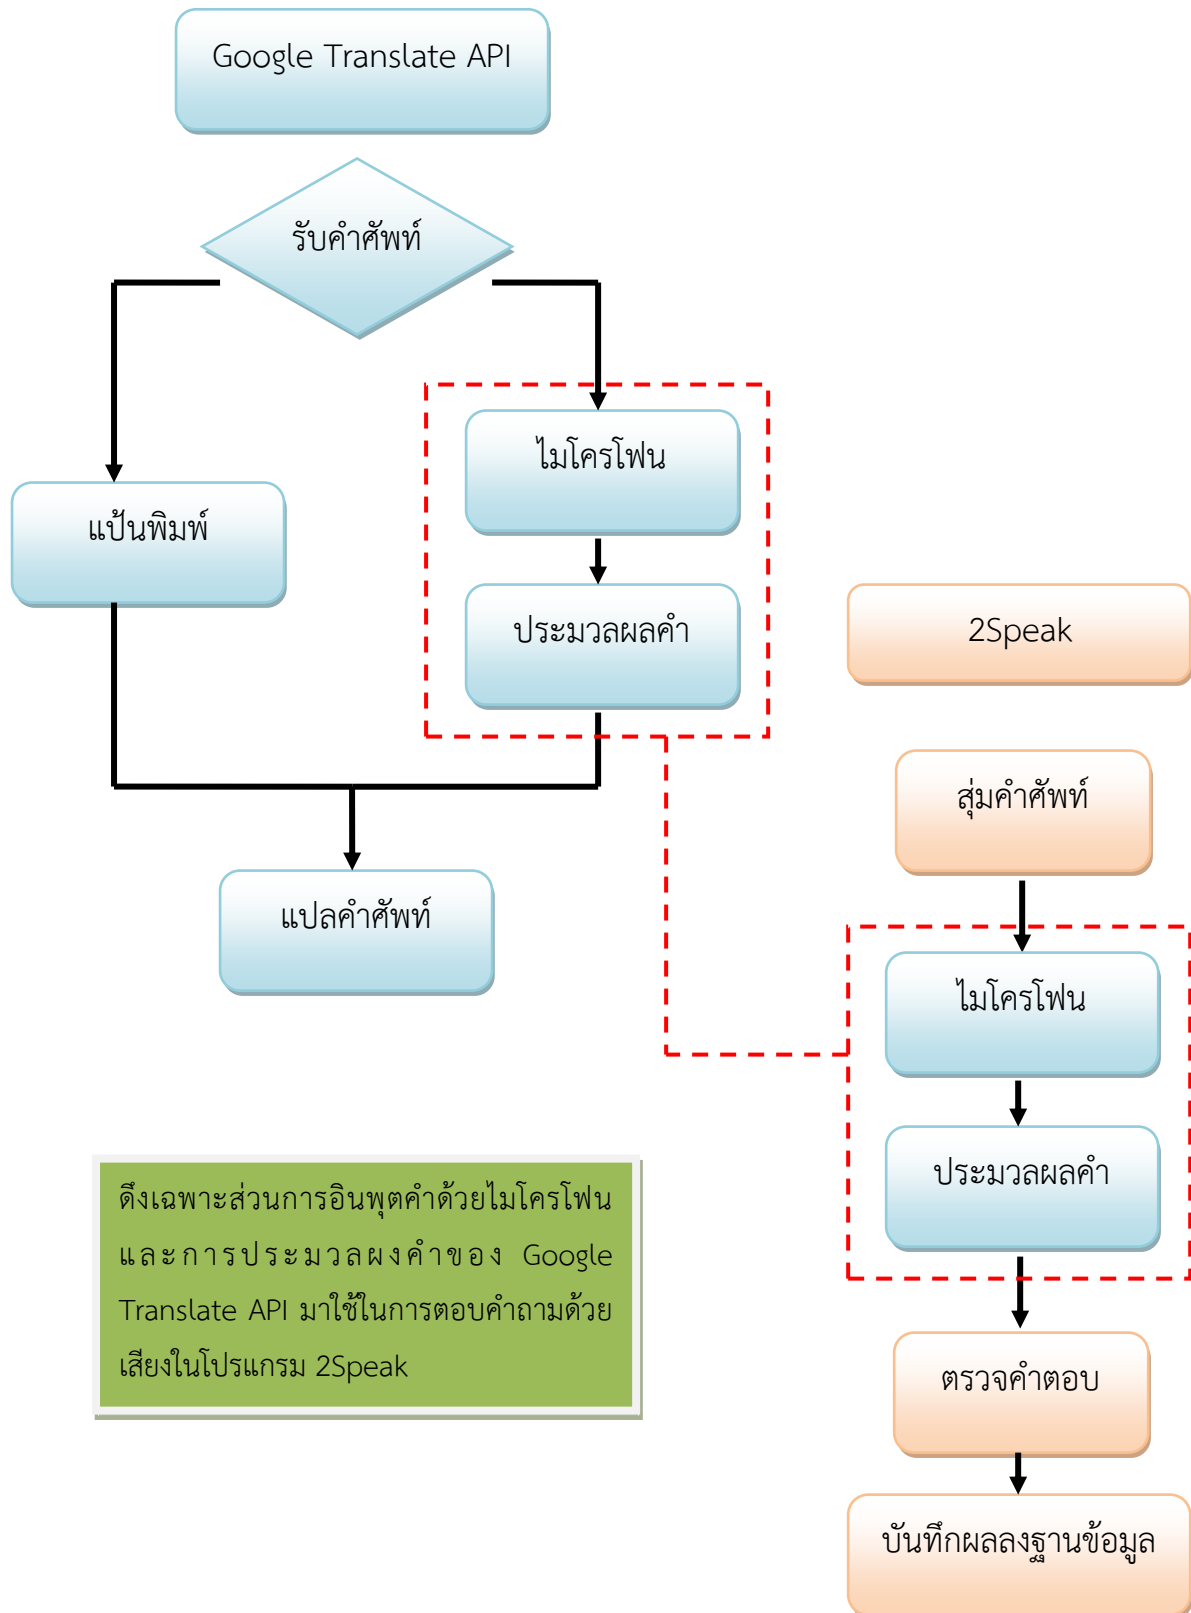 Google Translate API
รับคำศัพท์
ไมโครโฟน
แป้นพิมพ์
ประมวลผลคำ
แปลคำศัพท์
2Speak
สุ่มคำศัพท์
ไมโครโฟน
ประมวลผลคำ
ตรวจคำตอบ
บันทึกผลลงฐานข้อมูล
ดึงเฉพาะส่วนการอินพุตคำด้วยไมโครโฟน
และการประมวลผงคำของ Google
Translate API มาใช้ในการตอบคำถามด้วย
เสียงในโปรแกรม 2Speak